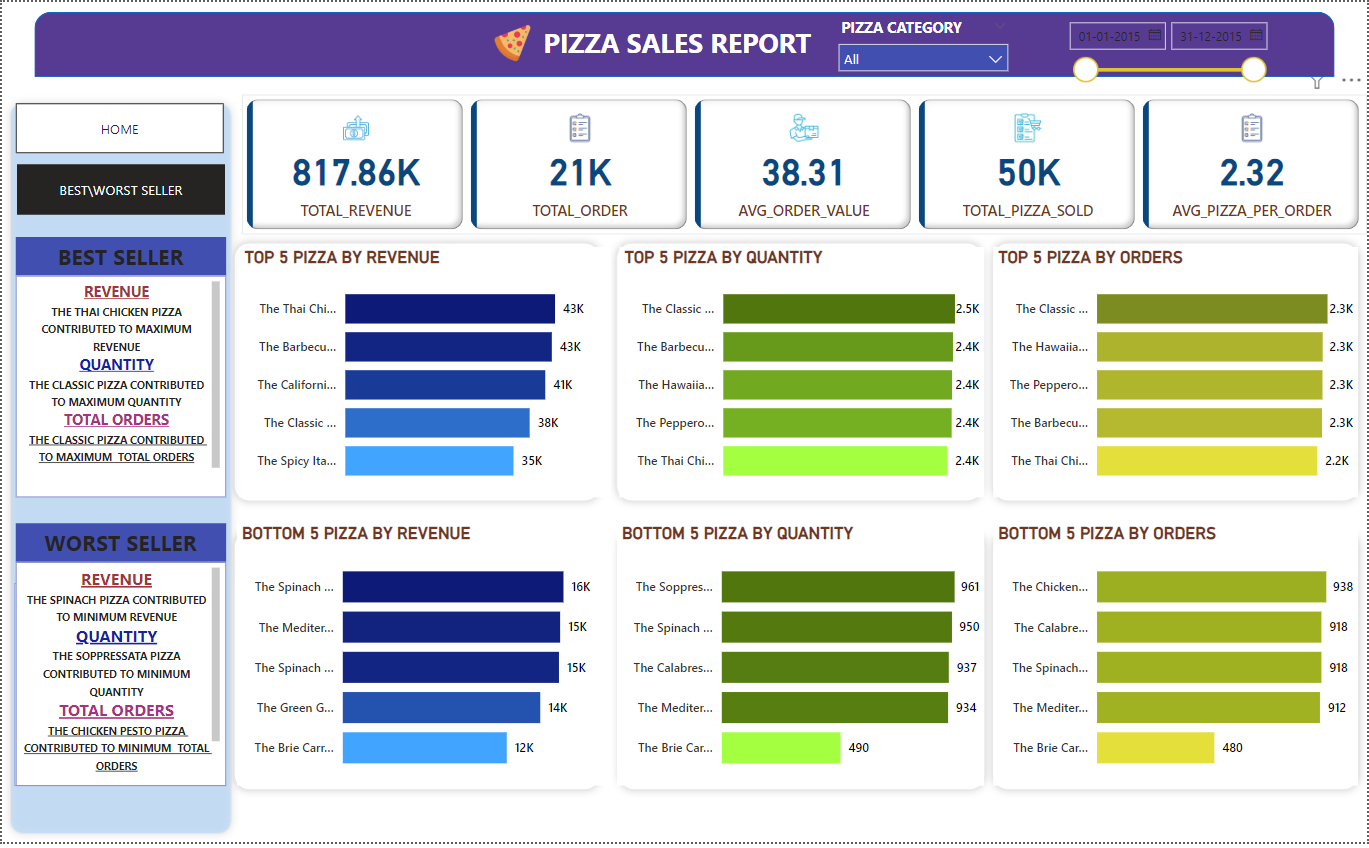 PIZZA SALES REPORT
PIZZA CATEGORY
All
01-01-2015
31-12-2015
HOME
BEST\WORST SELLER
817.86K
TOTAL_REVENUE
21K
TOTAL_ORDER
38.31
AVG_ORDER_VALUE
50K
TOTAL_PIZZA_SOLD
2.32
AVG_PIZZA_PER_ORDER
BEST SELLER
REVENUE
THE THAI CHICKEN PIZZA
CONTRIBUTED TO MAXIMUM
REVENUE
QUANTITY
THE CLASSIC PIZZA CONTRIBUTED
TO MAXIMUM QUANTITY
TOTAL ORDERS
THE CLASSIC PIZZA CONTRIBUTED
TO MAXIMUM TOTAL ORDERS
WORST SELLER
REVENUE
THE SPINACH PIZZA CONTRIBUTED
TO MINIMUM REVENUE
QUANTITY
THE SOPPRESSATA PIZZA
CONTRIBUTED TO MINIMUM
QUANTITY
TOTAL ORDERS
THE CHICKEN PESTO PIZZA
CONTRIBUTED TO MINIMUM TOTAL
ORDERS
TOP 5 PIZZA BY REVENUE
The Thai Chi... 43K
The Barbecu... 43K
The Californi... 41K
The Classic ... 38K
The Spicy Ita... 35K
TOP 5 PIZZA BY QUANTITY
The Classic ... 2.5K
The Barbecu... 2.4K
The Hawaiia... 2.4K
The Peppero... 2.4K
The Thai Chi... 2.4K
TOP 5 PIZZA BY ORDERS
The Classic ... 2.3K
The Hawaiia... 2.3K
The Peppero... 2.3K
The Barbecu... 2.3K
The Thai Chi... 2.2K
BOTTOM 5 PIZZA BY REVENUE
The Spinach ... 16K
The Mediter... 15K
The Spinach ... 15K
The Green G... 14K
The Brie Carr... 12K
BOTTOM 5 PIZZA BY QUANTITY
The Soppres... 961
The Spinach ... 950
The Calabres... 937
The Mediter... 934
The Brie Car... 490
BOTTOM 5 PIZZA BY ORDERS
The Chicken... 938
The Calabre... 918
The Spinach... 918
The Mediter... 912
The Brie Car... 480